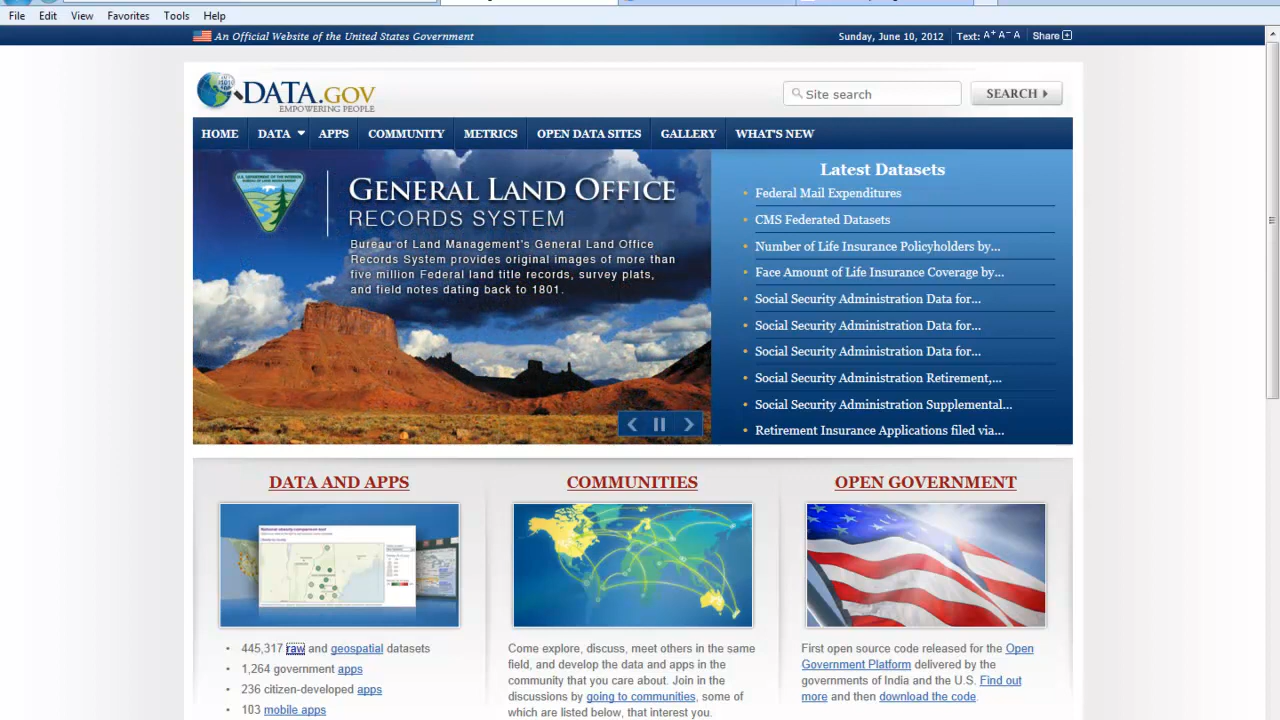 File Edit View Favorites Tools Help
An Official Website of the United States Government
Sunday, June 10, 2012 Text: A+ A- A Share
DATA.GOV
EMPOWERING PEOPLE
Site search
SEARCH
HOME DATA APPS COMMUNITY METRICS OPEN DATA SITES GALLERY WHAT'S NEW
GENERAL LAND OFFICE
RECORDS SYSTEM
Bureau of Land Management's General Land Office
Records System provides original images of more than
five million Federal land title records, survey plats,
and field notes dating back to 1801.
Latest Datasets
Federal Mail Expenditures
CMS Federated Datasets
Number of Life Insurance Policyholders by...
Face Amount of Life Insurance Coverage by...
Social Security Administration Data for...
Social Security Administration Data for...
Social Security Administration Data for...
Social Security Administration Retirement,...
Social Security Administration Supplemental...
Retirement Insurance Applications filed via...
DATA AND APPS
445,317 raw and geospatial datasets
1,264 government apps
236 citizen-developed apps
103 mobile apps
COMMUNITIES
Come explore, discuss, meet others in the same
field, and develop the data and apps in the
community that you care about. Join in the
discussions by going to communities, some of
which are listed below, that interest you.
OPEN GOVERNMENT
First open source code released for the Open
Government Platform delivered by the
governments of India and the U.S. Find out
more and then download the code.